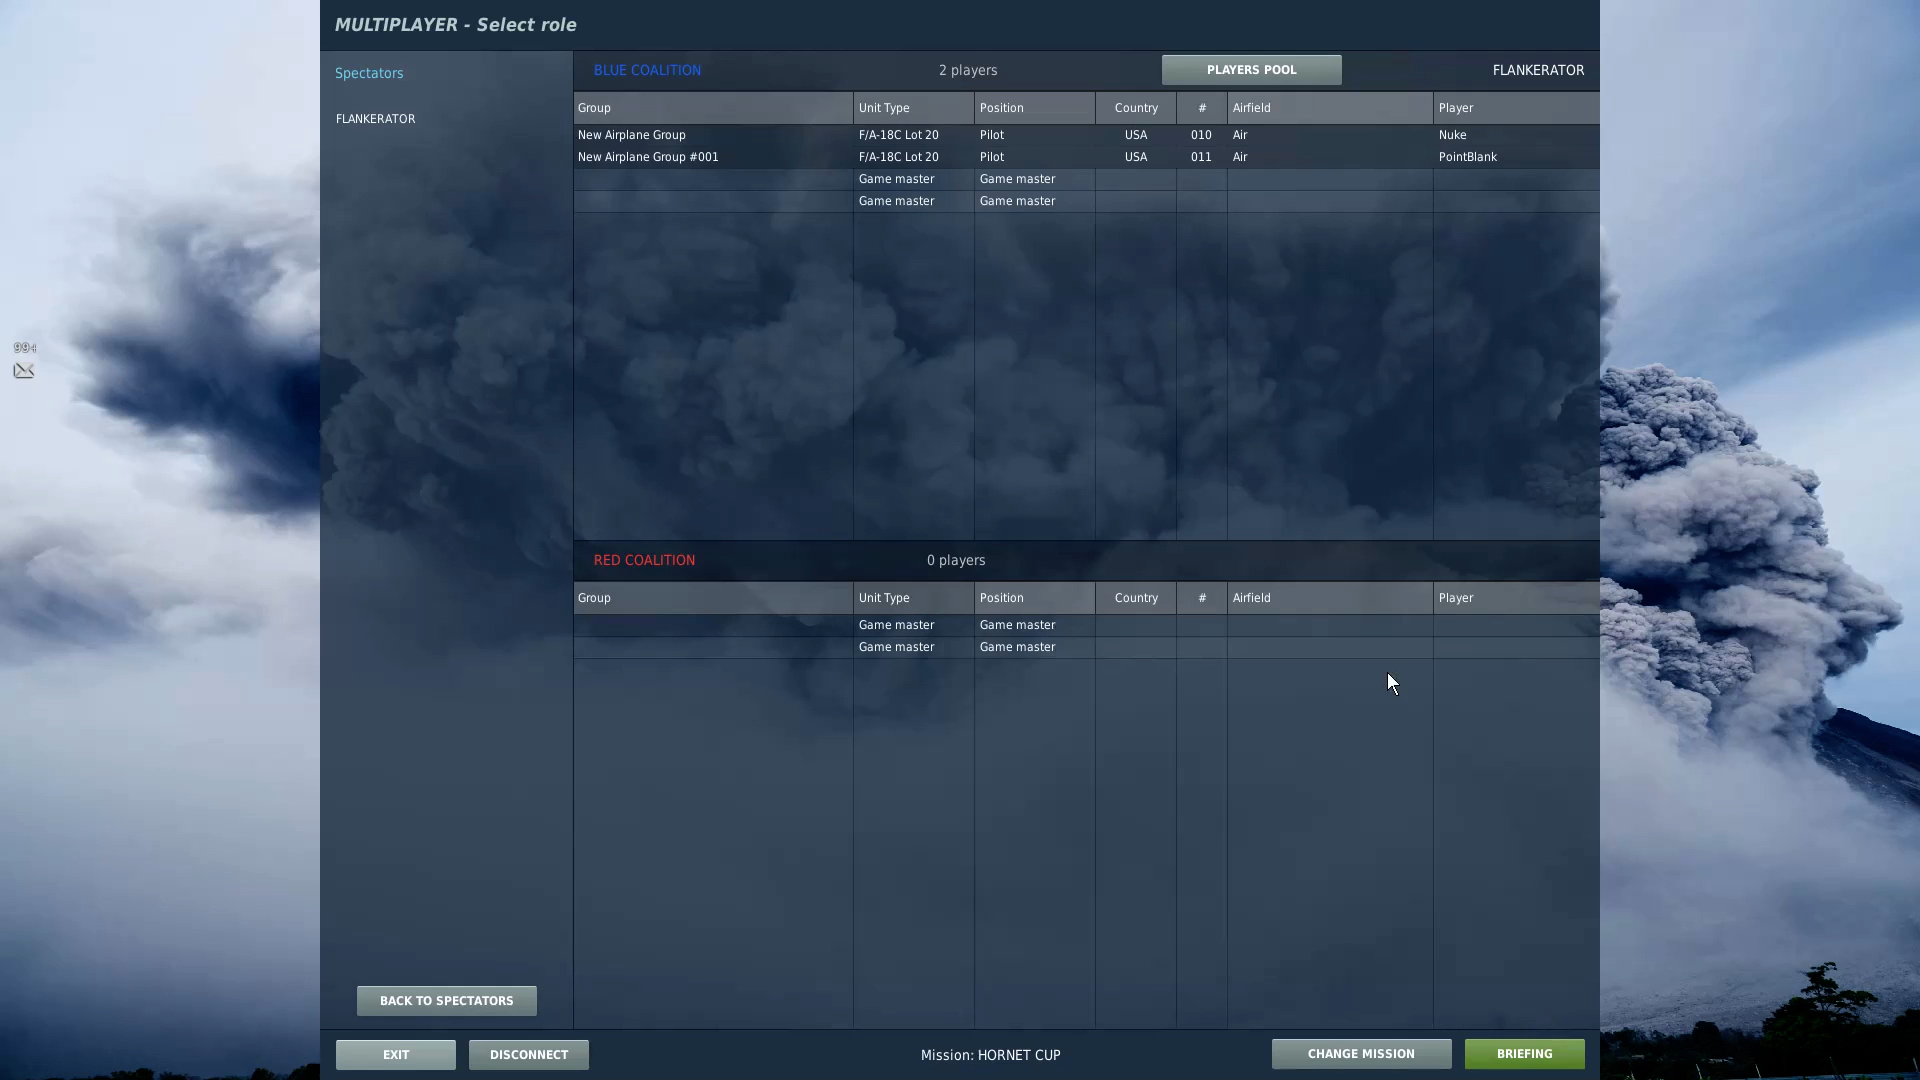 MULTIPLAYER - Select role
Spectators
FLANKERATOR
BLUE COALITION 2 players PLAYERS POOL FLANKERATOR
Group Unit Type Position Country # Airfield Player
New Airplane Group F/A-18C Lot 20 Pilot USA 010 Air Nuke
New Airplane Group #001 F/A-18C Lot 20 Pilot USA 011 Air PointBlank
Game master Game master
Game master Game master
RED COALITION 0 players
Group Unit Type Position Country # Airfield Player
Game master Game master
Game master Game master
99+
BACK TO SPECTATORS
EXIT DISCONNECT Mission: HORNET CUP CHANGE MISSION BRIEFING